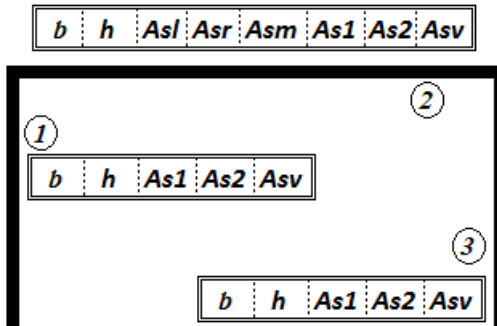 b h Asl Asr Asm As1 As2 Asv
2
1
b h As1 As2 Asv
3
b h As1 As2 Asv